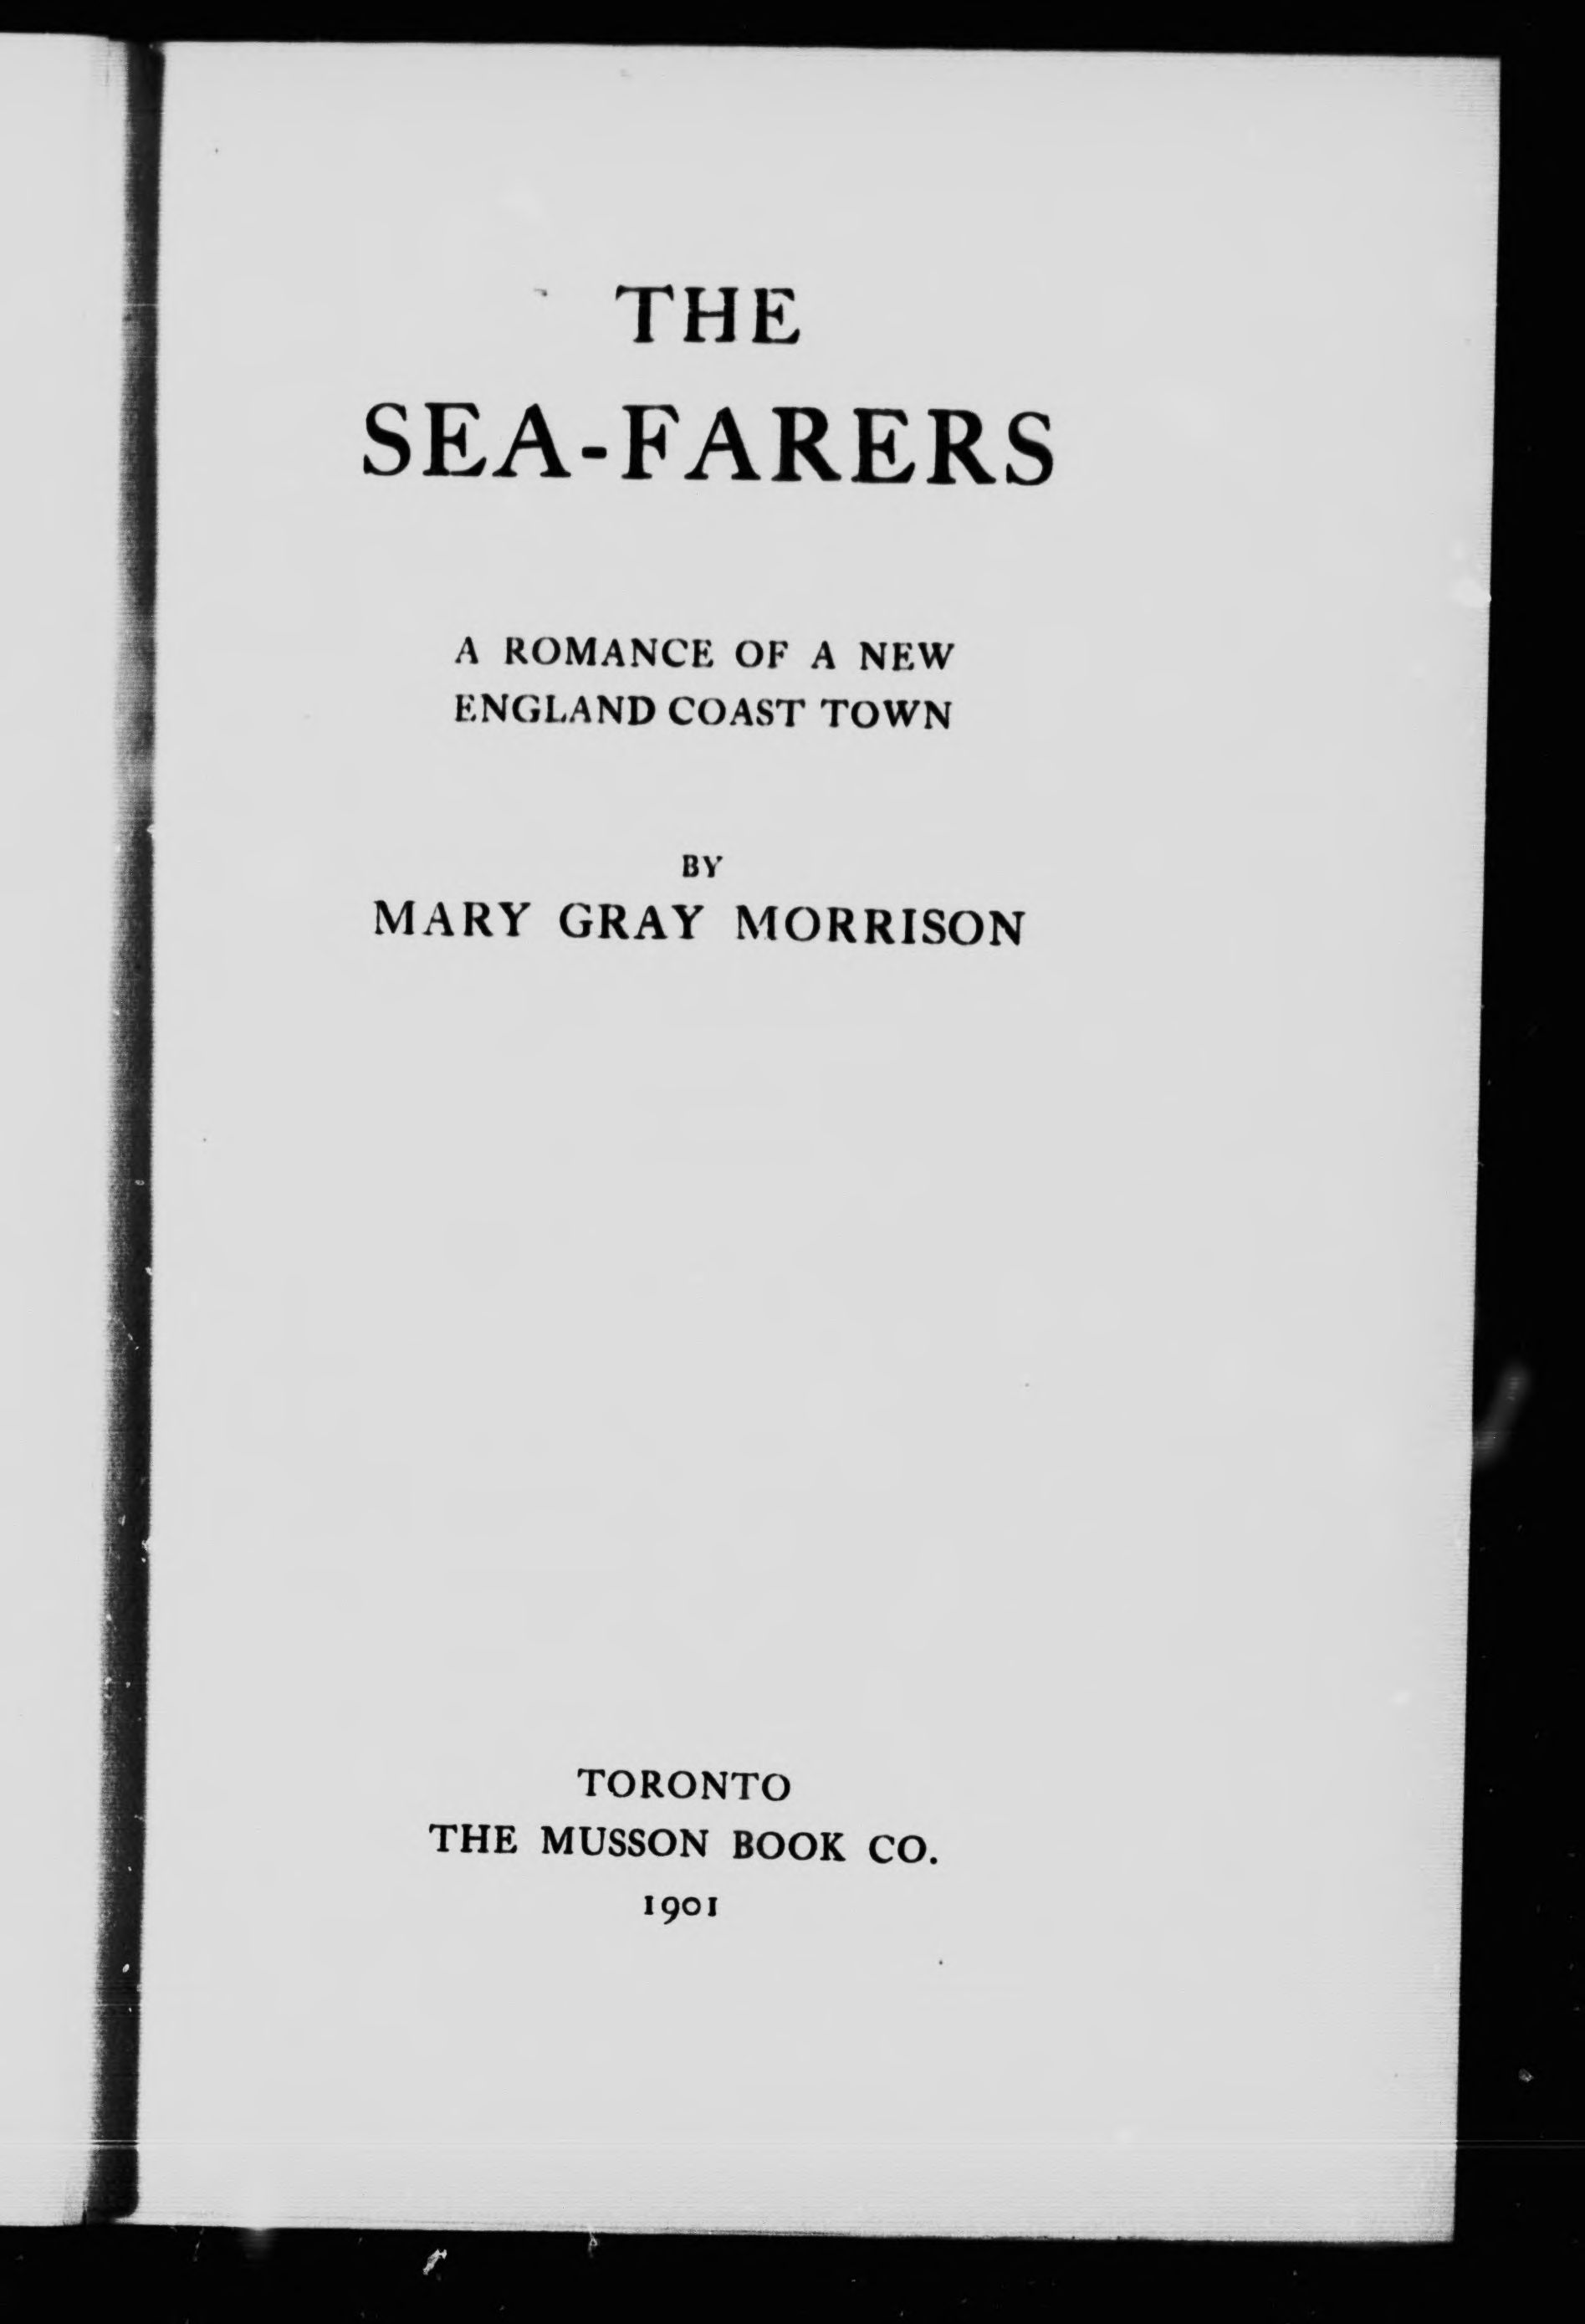 THE
SEA-FARERS
A ROMANCE OF A NEW
ENGLAND COAST TOWN
BY
MARY GRAY MORRISON
TORONTO
THE MUSSON BOOK CO.
1901